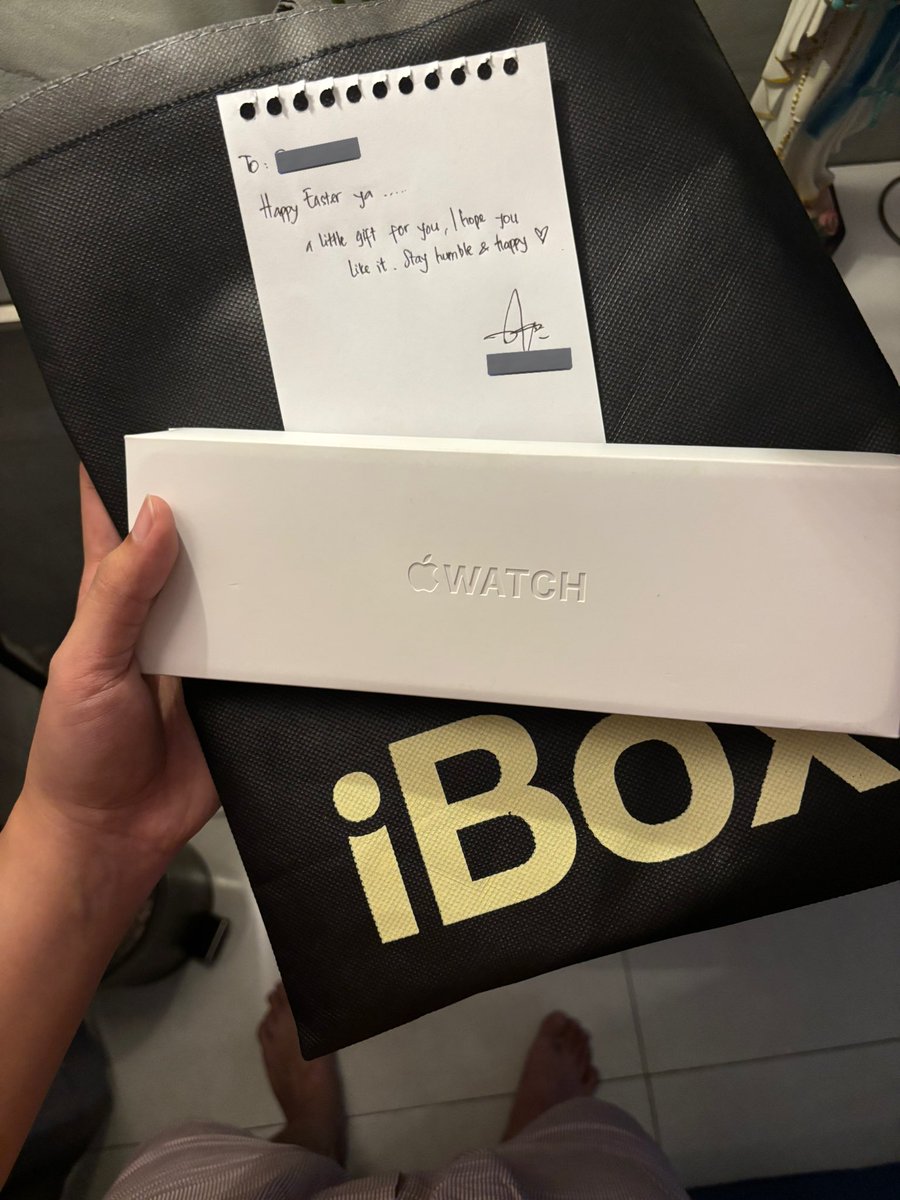 To :
Happy Easter ya .....
a little gift for you, I hope you
like it. Stay humble & happy ♡ .
WATCH
iBox